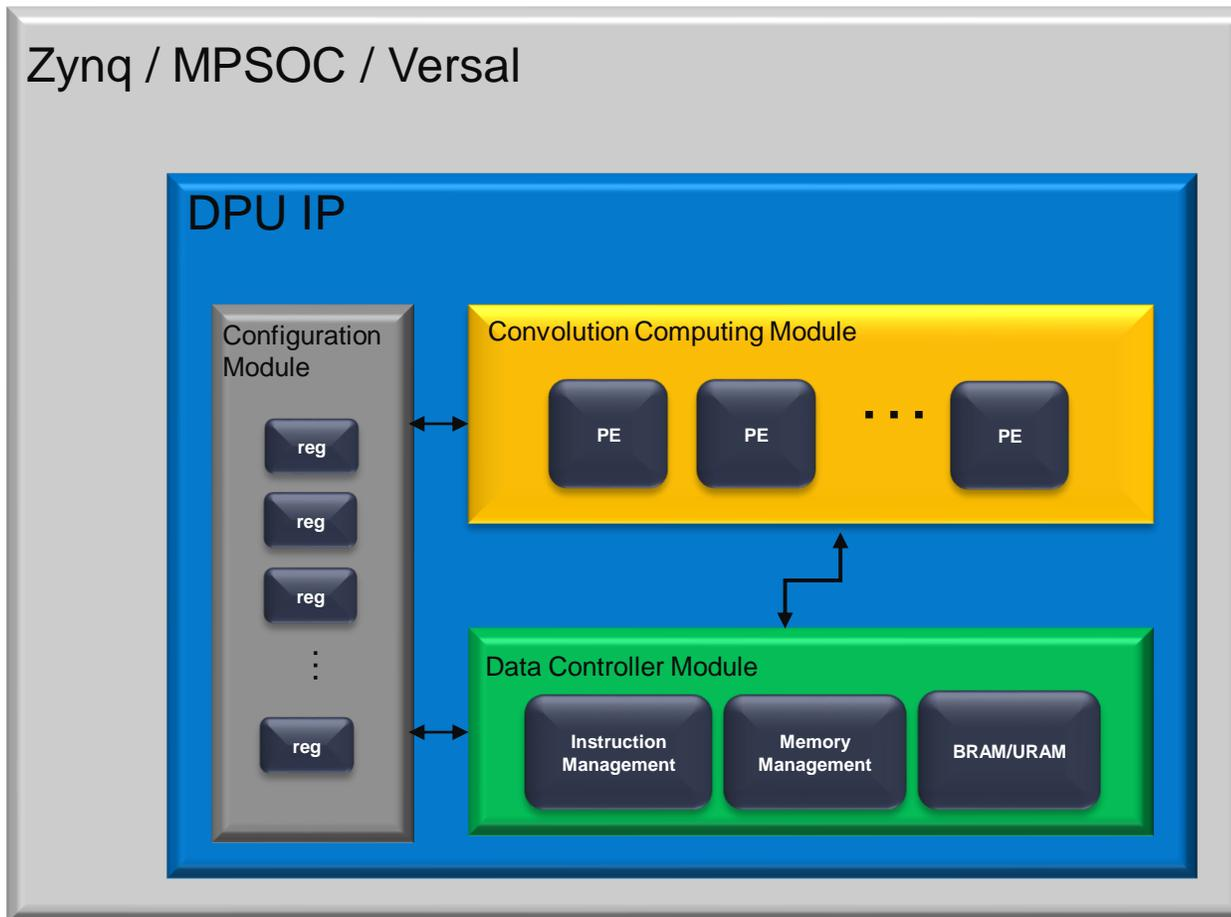 Zynq / MPSOC / Versal
DPU IP
Configuration
Module
reg
reg
reg
⋮
reg
Convolution Computing Module
PE
PE
. . .
PE
Data Controller Module
Instruction
Management
Memory
Management
BRAM/URAM